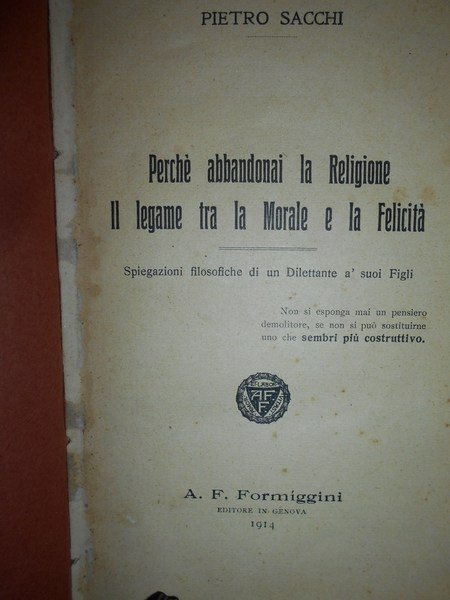 PIETRO SACCHI
Perchè abbandonai la Religione
Il legame tra la Morale e la Felicità
Spiegazioni filosofiche di un Dilettante a' suoi Figli
Non si esponga mai un pensiero
demolitore, se non si può sostituirne
uno che sembri più costruttivo.
A. F. Formíggini
EDITORE IN GENOVA
1914